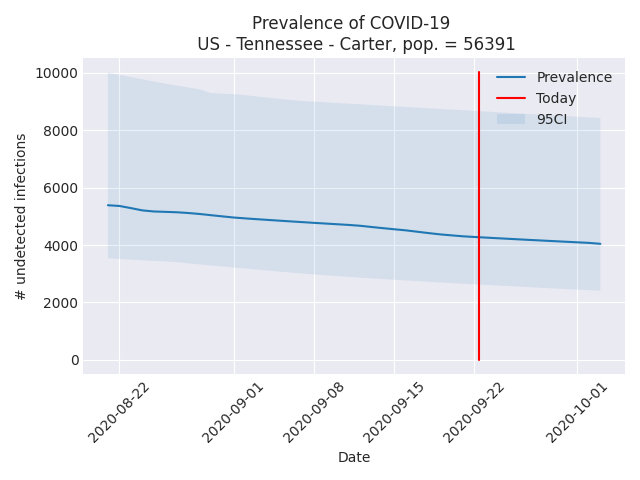 Prevalence of COVID-19
US - Tennessee - Carter, pop. = 56391
Prevalence
Today
95CI
10000
8000
6000
4000
2000
0
# undetected infections
2020-08-22
2020-09-01
2020-09-08
2020-09-15
2020-09-22
2020-10-01
Date